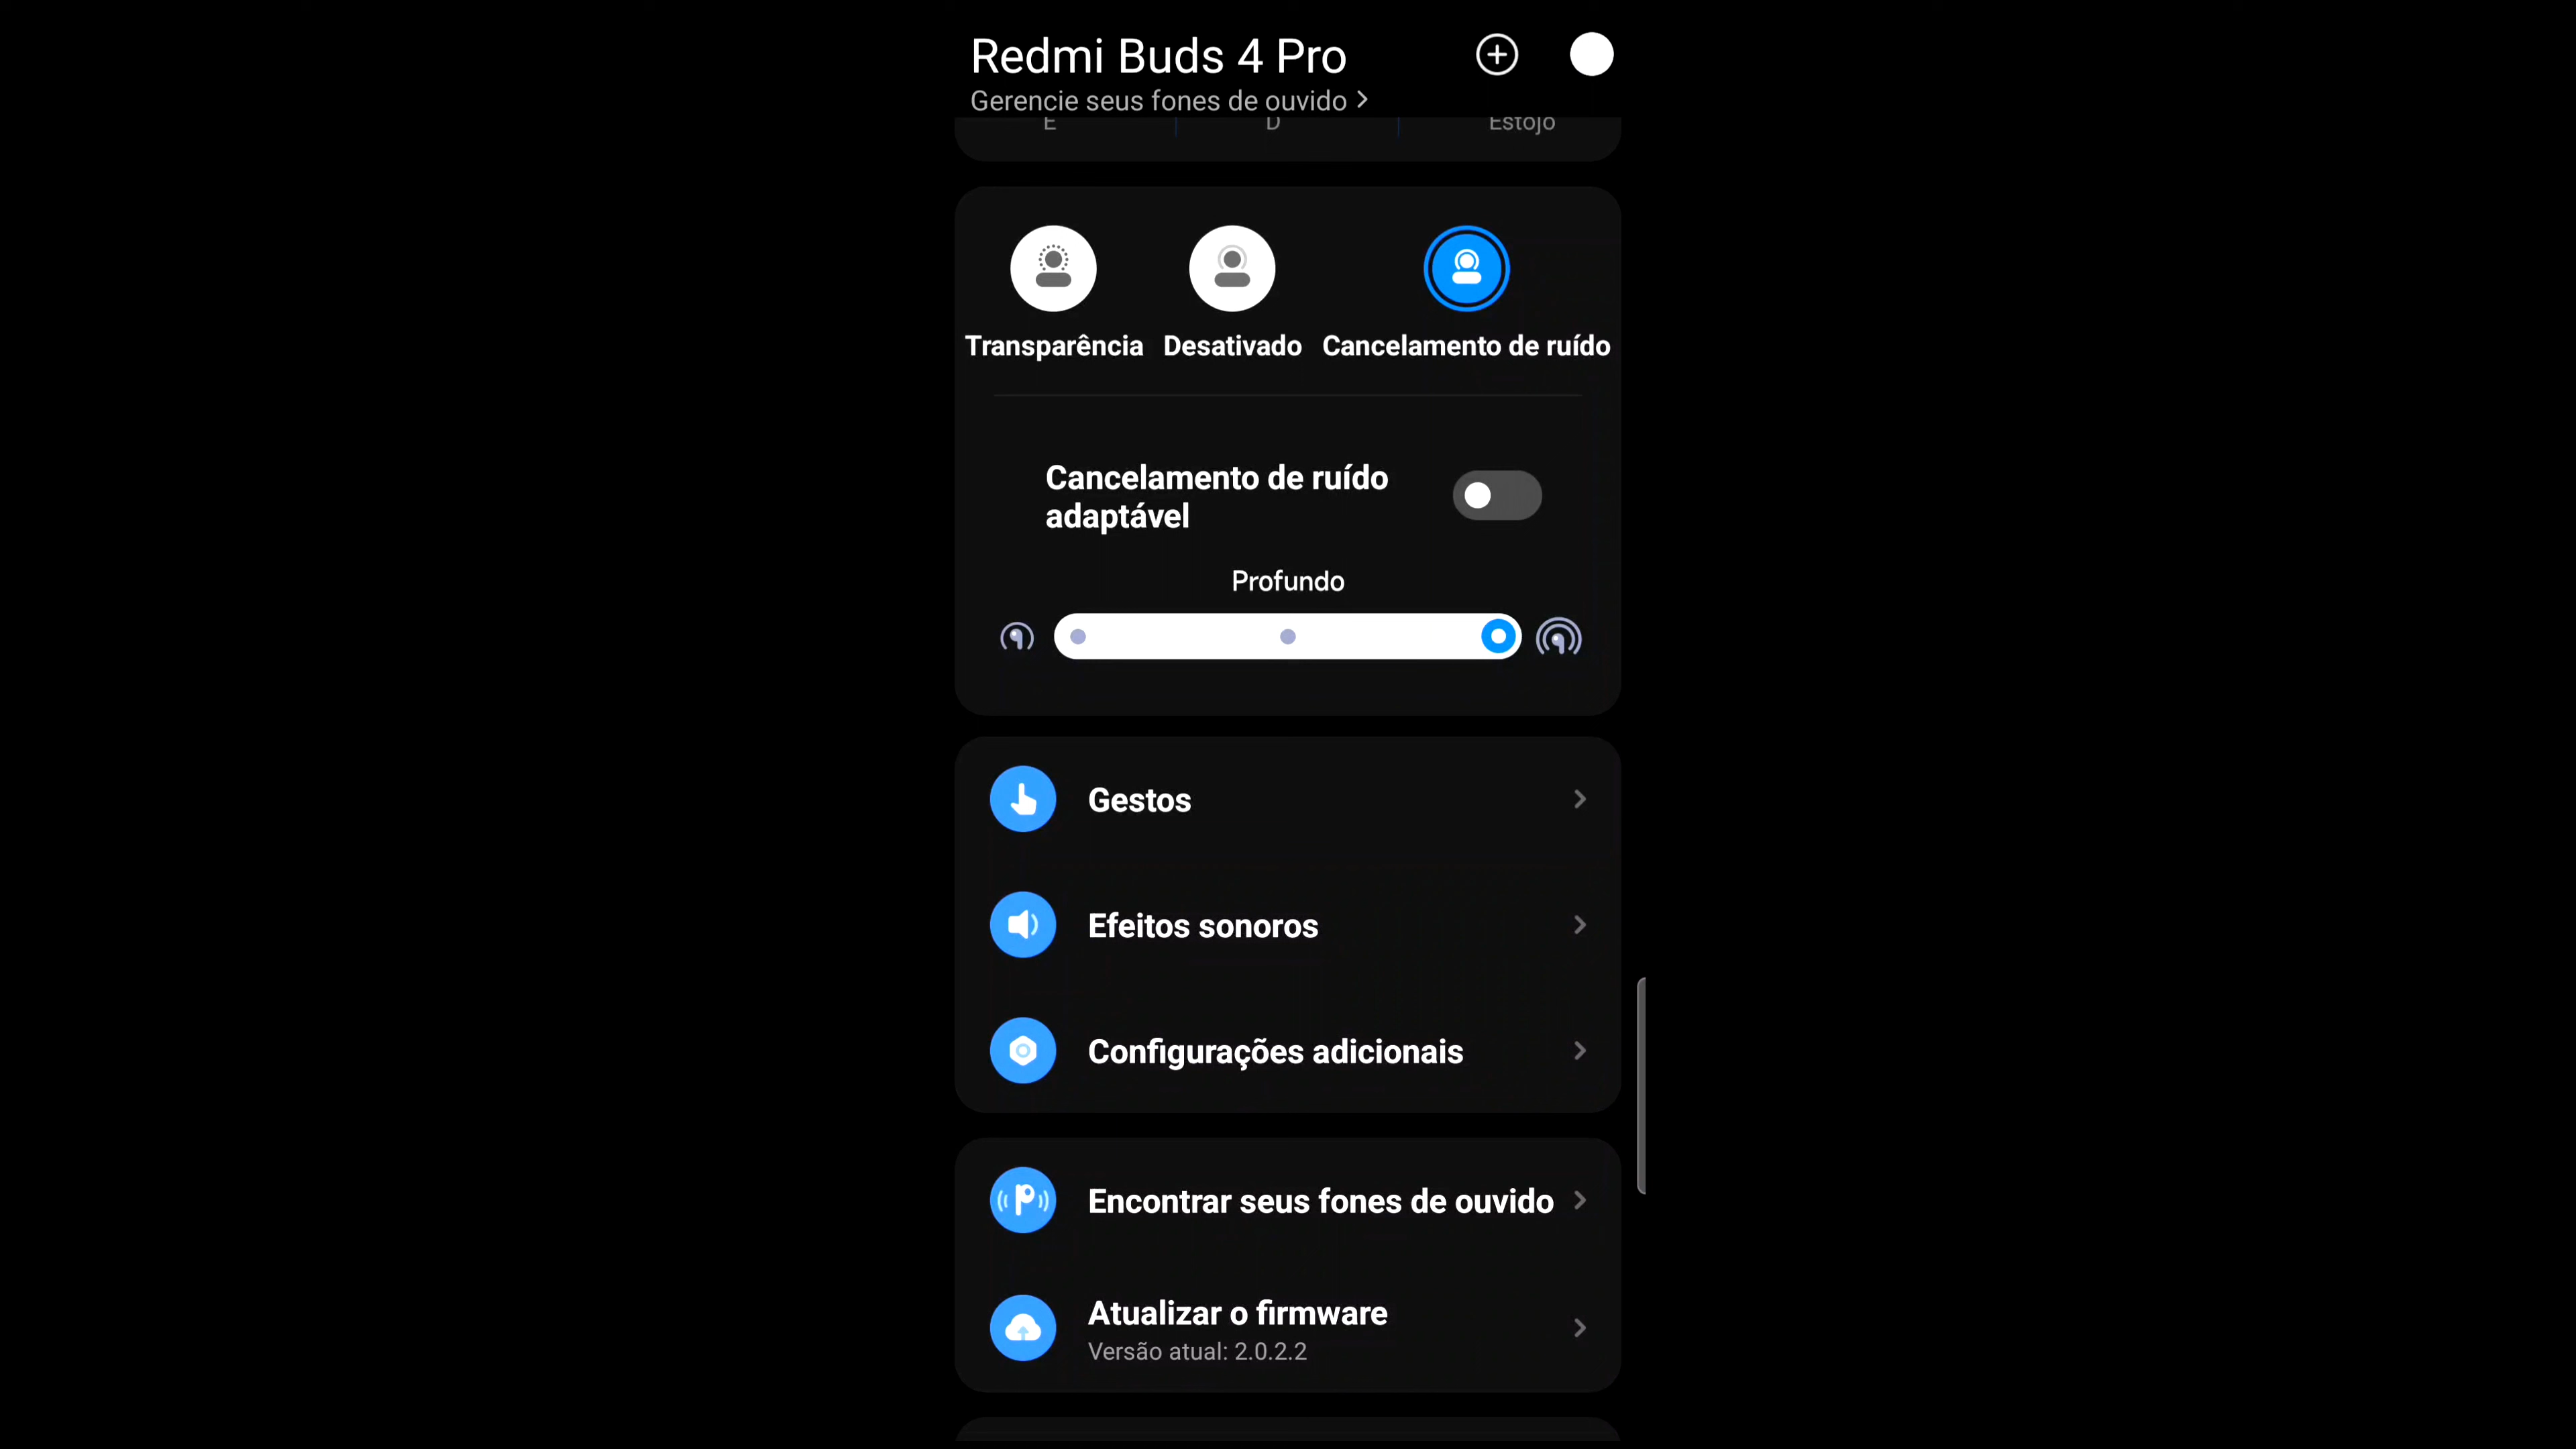 Redmi Buds 4 Pro
Gerencie seus fones de ouvido
E D Estojo
Transparência Desativado Cancelamento de ruído
Cancelamento de ruído
adaptável
Profundo
Gestos
Efeitos sonoros
Configurações adicionais
Encontrar seus fones de ouvido
Atualizar o firmware
Versão atual: 2.0.2.2